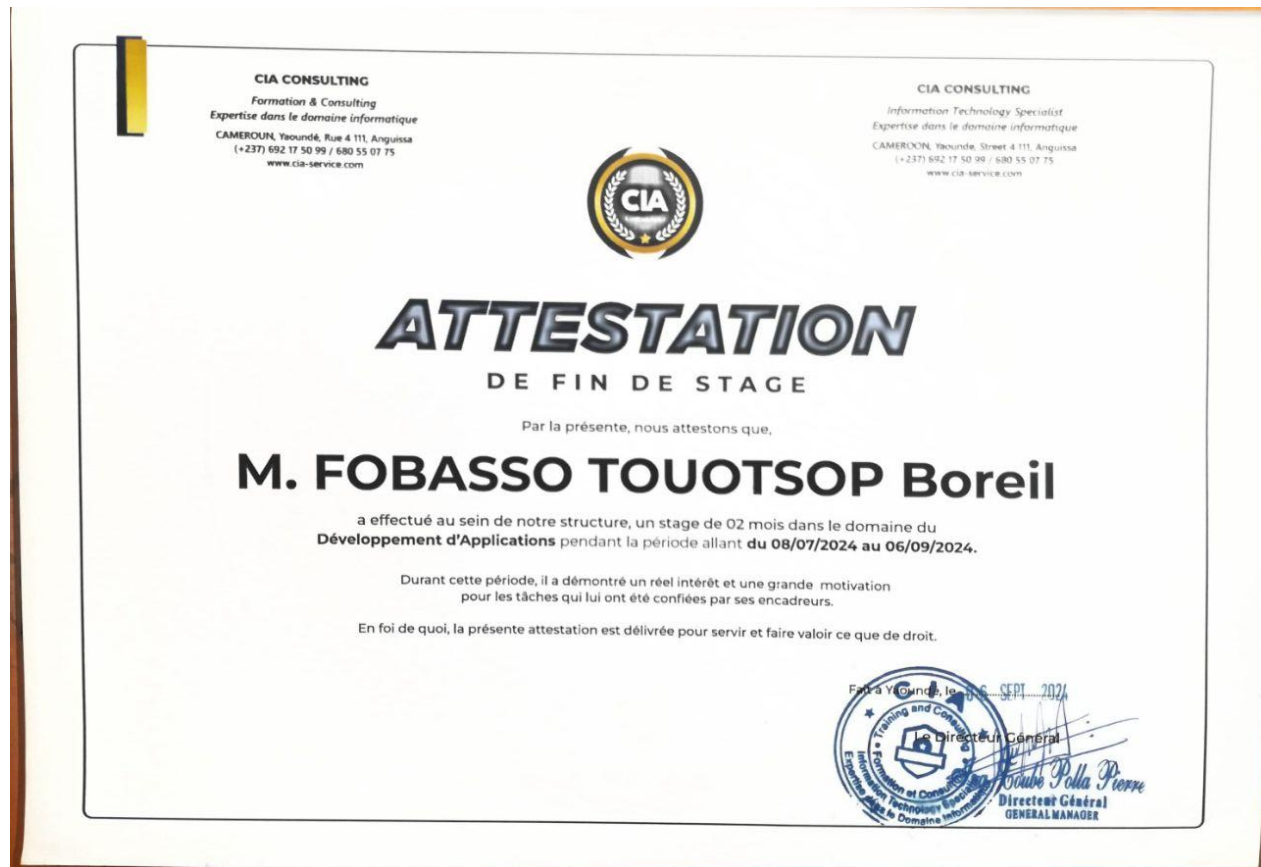 CIA CONSULTING
Formation & Consulting
Expertise dans le domaine informatique
CAMEROUN, Yaoundé, Rue 4 111, Anguissa
(+237) 692 17 50 99 / 680 55 07 75
www.cia-service.com
CIA CONSULTING
Information Technology Specialist
Expertise dans le domaine informatique
CAMEROON, Yaounde, Street 4 111, Anguissa
(+237) 692 17 50 99 / 680 55 07 75
www.cia-service.com
CIA
ATTESTATION
DE FIN DE STAGE
Par la présente, nous attestons que,
M. FOBASSO TOUOTSOP Boreil
a effectué au sein de notre structure, un stage de 02 mois dans le domaine du
Développement d'Applications pendant la période allant du 08/07/2024 au 06/09/2024.
Durant cette période, il a démontré un réel intérêt et une grande motivation
pour les tâches qui lui ont été confiées par ses encadreurs.
En foi de quoi, la présente attestation est délivrée pour servir et faire valoir ce que de droit.
Fait à Yaoundé, le 06 SEPT 2024
Le Directeur Général
CIA
Training and Consulting
Formation et Consulting
Information Technology Specialist
Expertise dans le Domaine
Polla Pierre
Directeur Général
GENERAL MANAGER